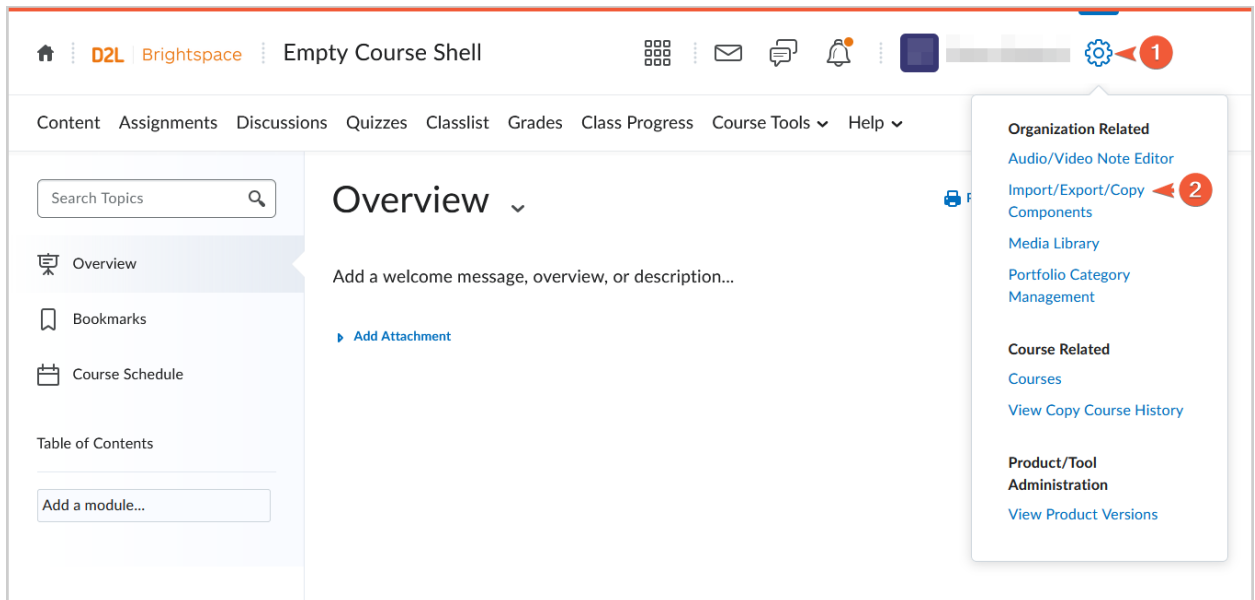 D2L Brightspace Empty Course Shell 1
Content Assignments Discussions Quizzes Classlist Grades Class Progress Course Tools Help
Search Topics
Overview
Bookmarks
Course Schedule
Table of Contents
Add a module...
Overview
Add a welcome message, overview, or description...
Add Attachment
Organization Related
Audio/Video Note Editor
Import/Export/Copy 2
Components
Media Library
Portfolio Category
Management
Course Related
Courses
View Copy Course History
Product/Tool
Administration
View Product Versions